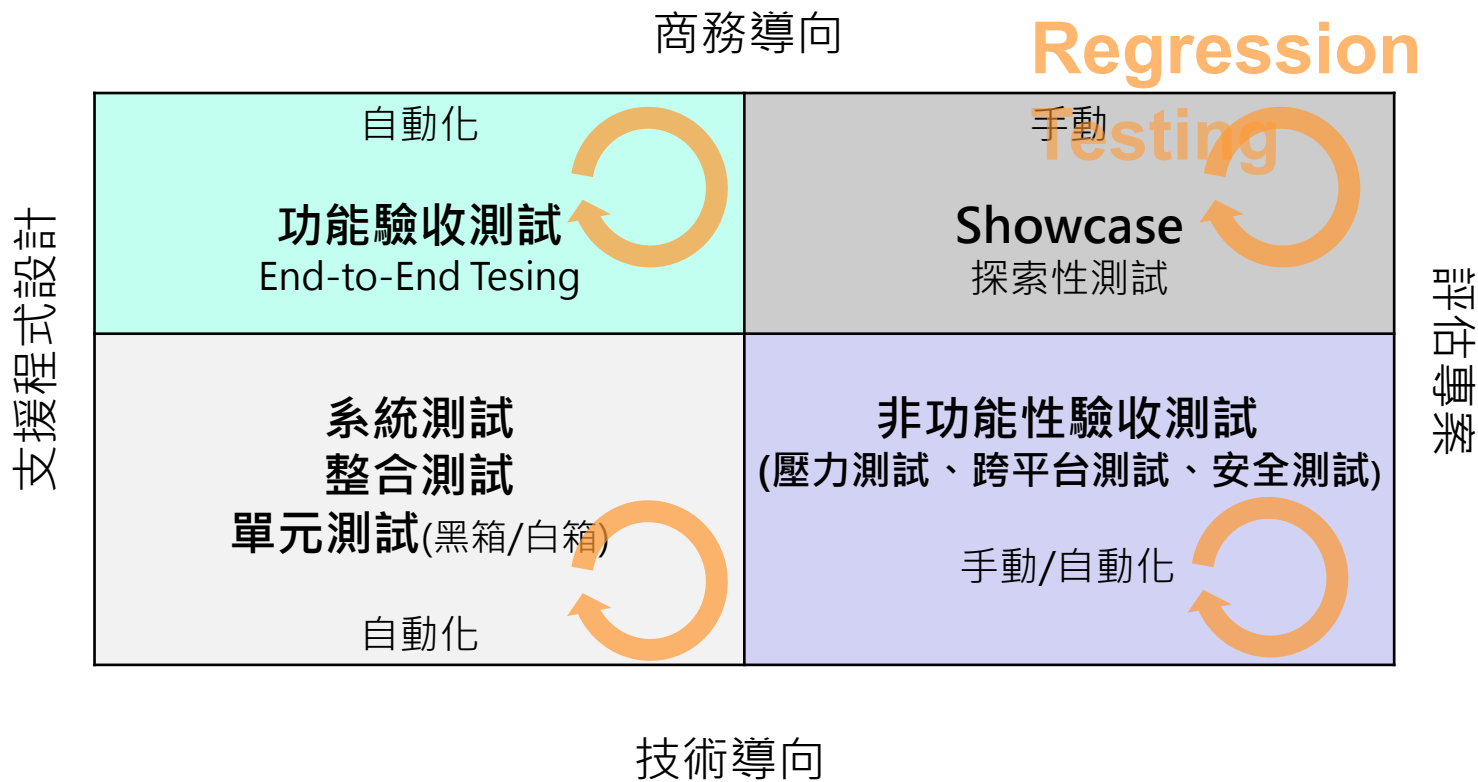 商務導向
Regression
Testing
自動化
功能驗收測試
End-to-End Tesing
手動
Showcase
探索性測試
支援程式設計
評估專案
系統測試
整合測試
單元測試(黑箱/白箱)
自動化
非功能性驗收測試
(壓力測試、跨平台測試、安全測試)
手動/自動化
技術導向